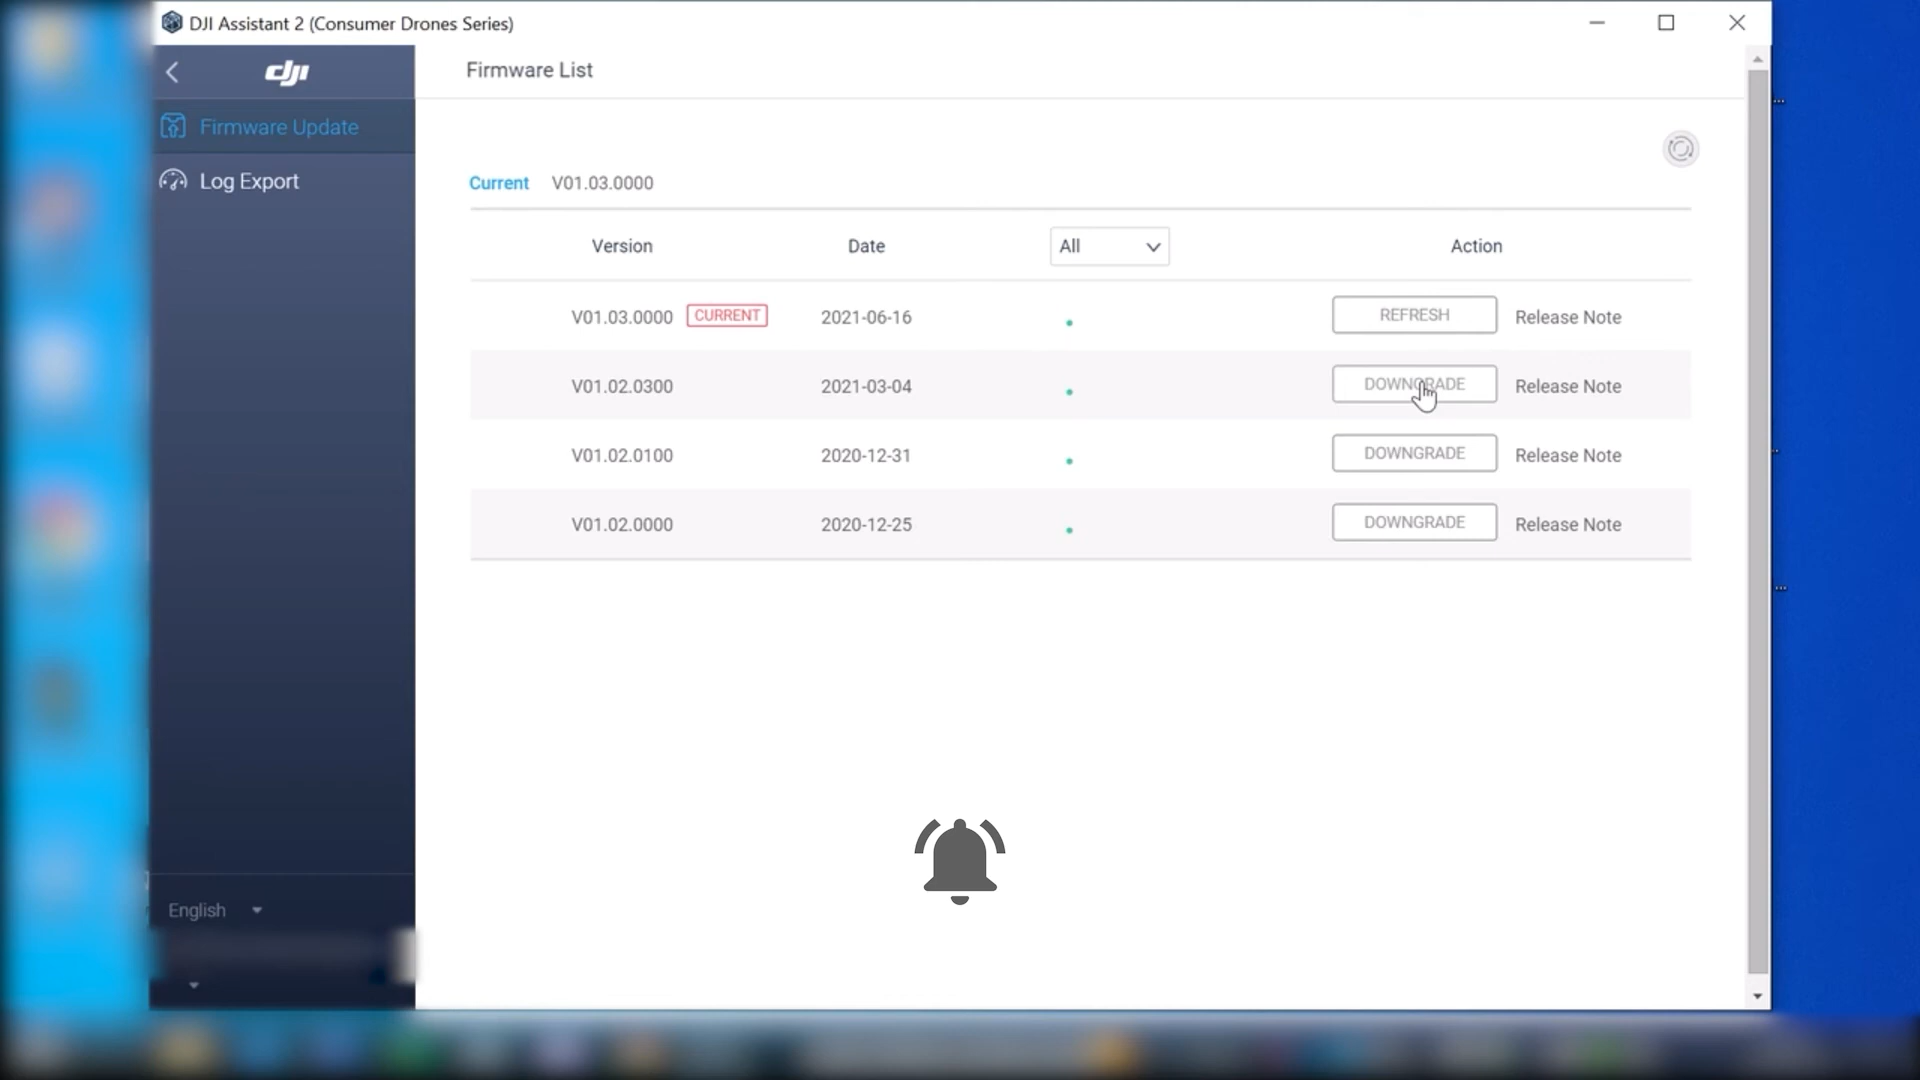 DJI Assistant 2 (Consumer Drones Series)
dji
Firmware List
Firmware Update
Log Export
Current V01.03.0000
Version Date All Action
V01.03.0000 CURRENT 2021-06-16 REFRESH Release Note
V01.02.0300 2021-03-04 DOWNGRADE Release Note
V01.02.0100 2020-12-31 DOWNGRADE Release Note
V01.02.0000 2020-12-25 DOWNGRADE Release Note
English